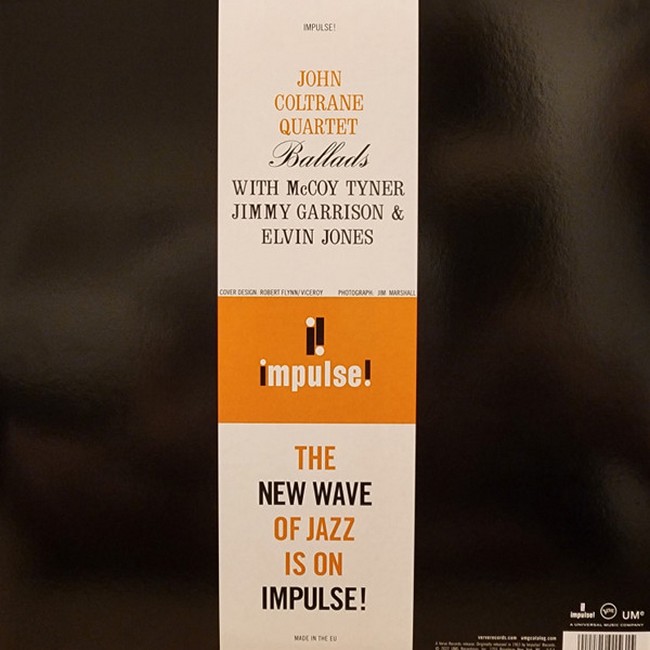 IMPULSE!
JOHN
COLTRANE
QUARTET
Ballads
WITH McCOY TYNER
JIMMY GARRISON &
ELVIN JONES
COVER DESIGN ROBERT FLYNN/VICEROY PHOTOGRAPH: JIM MARSHALL
impulse!
THE
NEW WAVE
OF JAZZ
IS ON
IMPULSE!
MADE IN THE EU
impulse! Verve UM
A UNIVERSAL MUSIC COMPANY
ververecords.com umgcatalog.com